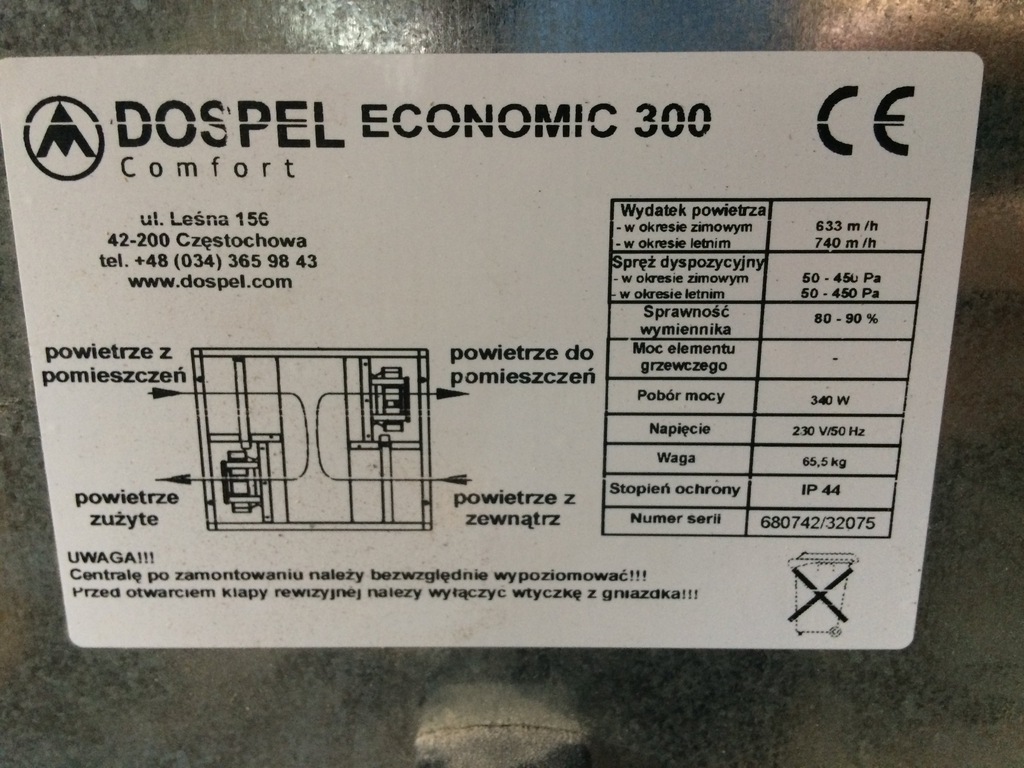 DOSPEL ECONOMIC 300
Comfort
CE
ul. Leśna 156
42-200 Częstochowa
tel. +48 (034) 365 98 43
www.dospel.com
Wydatek powietrza
- w okresie zimowym 633 m /h
- w okresie letnim 740 m /h
Spręż dyspozycyjny
- w okresie zimowym 50 - 450 Pa
- w okresie letnim 50 - 450 Pa
Sprawność
wymiennika 80 - 90 %
Moc elementu
grzewczego -
Pobór mocy 340 W
Napięcie 230 V/50 Hz
Waga 65,5 kg
Stopień ochrony IP 44
Numer serii 680742/32075
powietrze z
pomieszczeń
powietrze do
pomieszczeń
powietrze
zużyte
powietrze z
zewnątrz
UWAGA!!!
Centralę po zamontowaniu należy bezwzględnie wypoziomować!!!
Przed otwarciem klapy rewizyjnej należy wyłączyć wtyczkę z gniazdka!!!